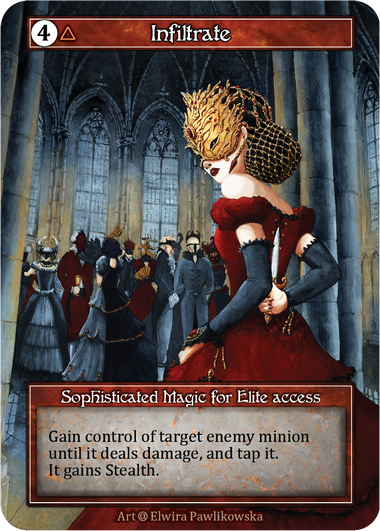 4 Infiltrate
Sophisticated Magic for Elite access
Gain control of target enemy minion
until it deals damage, and tap it.
It gains Stealth.
Art @ Elwira Pawlikowska